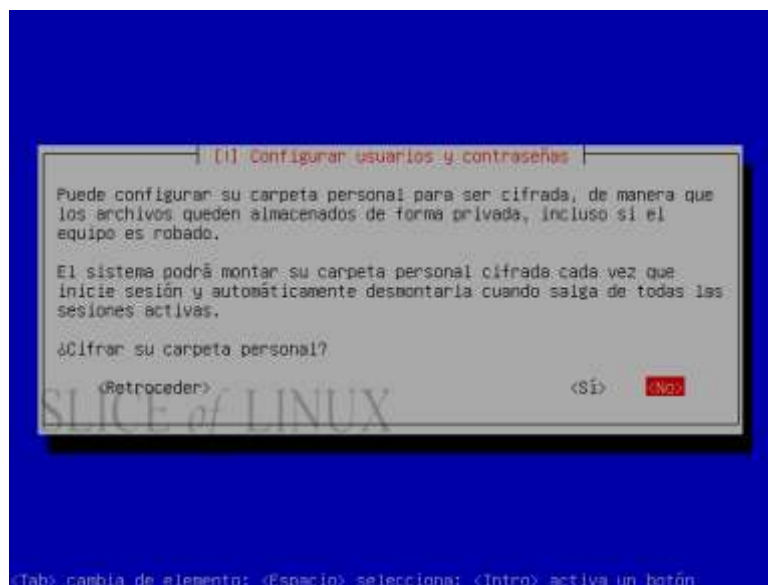 [!] Configurar usuarios y contraseñas
Puede configurar su carpeta personal para ser cifrada, de manera que
los archivos queden almacenados de forma privada, incluso si el
equipo es robado.
El sistema podrá montar su carpeta personal cifrada cada vez que
inicie sesión y automáticamente desmontarla cuando salga de todas las
sesiones activas.
¿Cifrar su carpeta personal?
<Retroceder> <Sí> <No>
SLICE of LINUX
<Tab> cambia de elemento; <Espacio> selecciona; <Intro> activa un botón